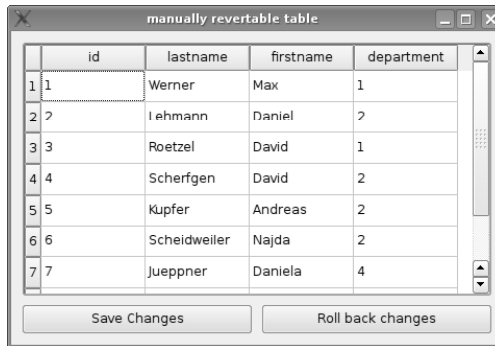 manually revertable table
id lastname firstname department
1 1 Werner Max 1
2 2 Lehmann Daniel 2
3 3 Roetzel David 1
4 4 Scherfgen David 2
5 5 Kupfer Andreas 2
6 6 Scheidweiler Najda 2
7 7 Jueppner Daniela 4
Save Changes Roll back changes